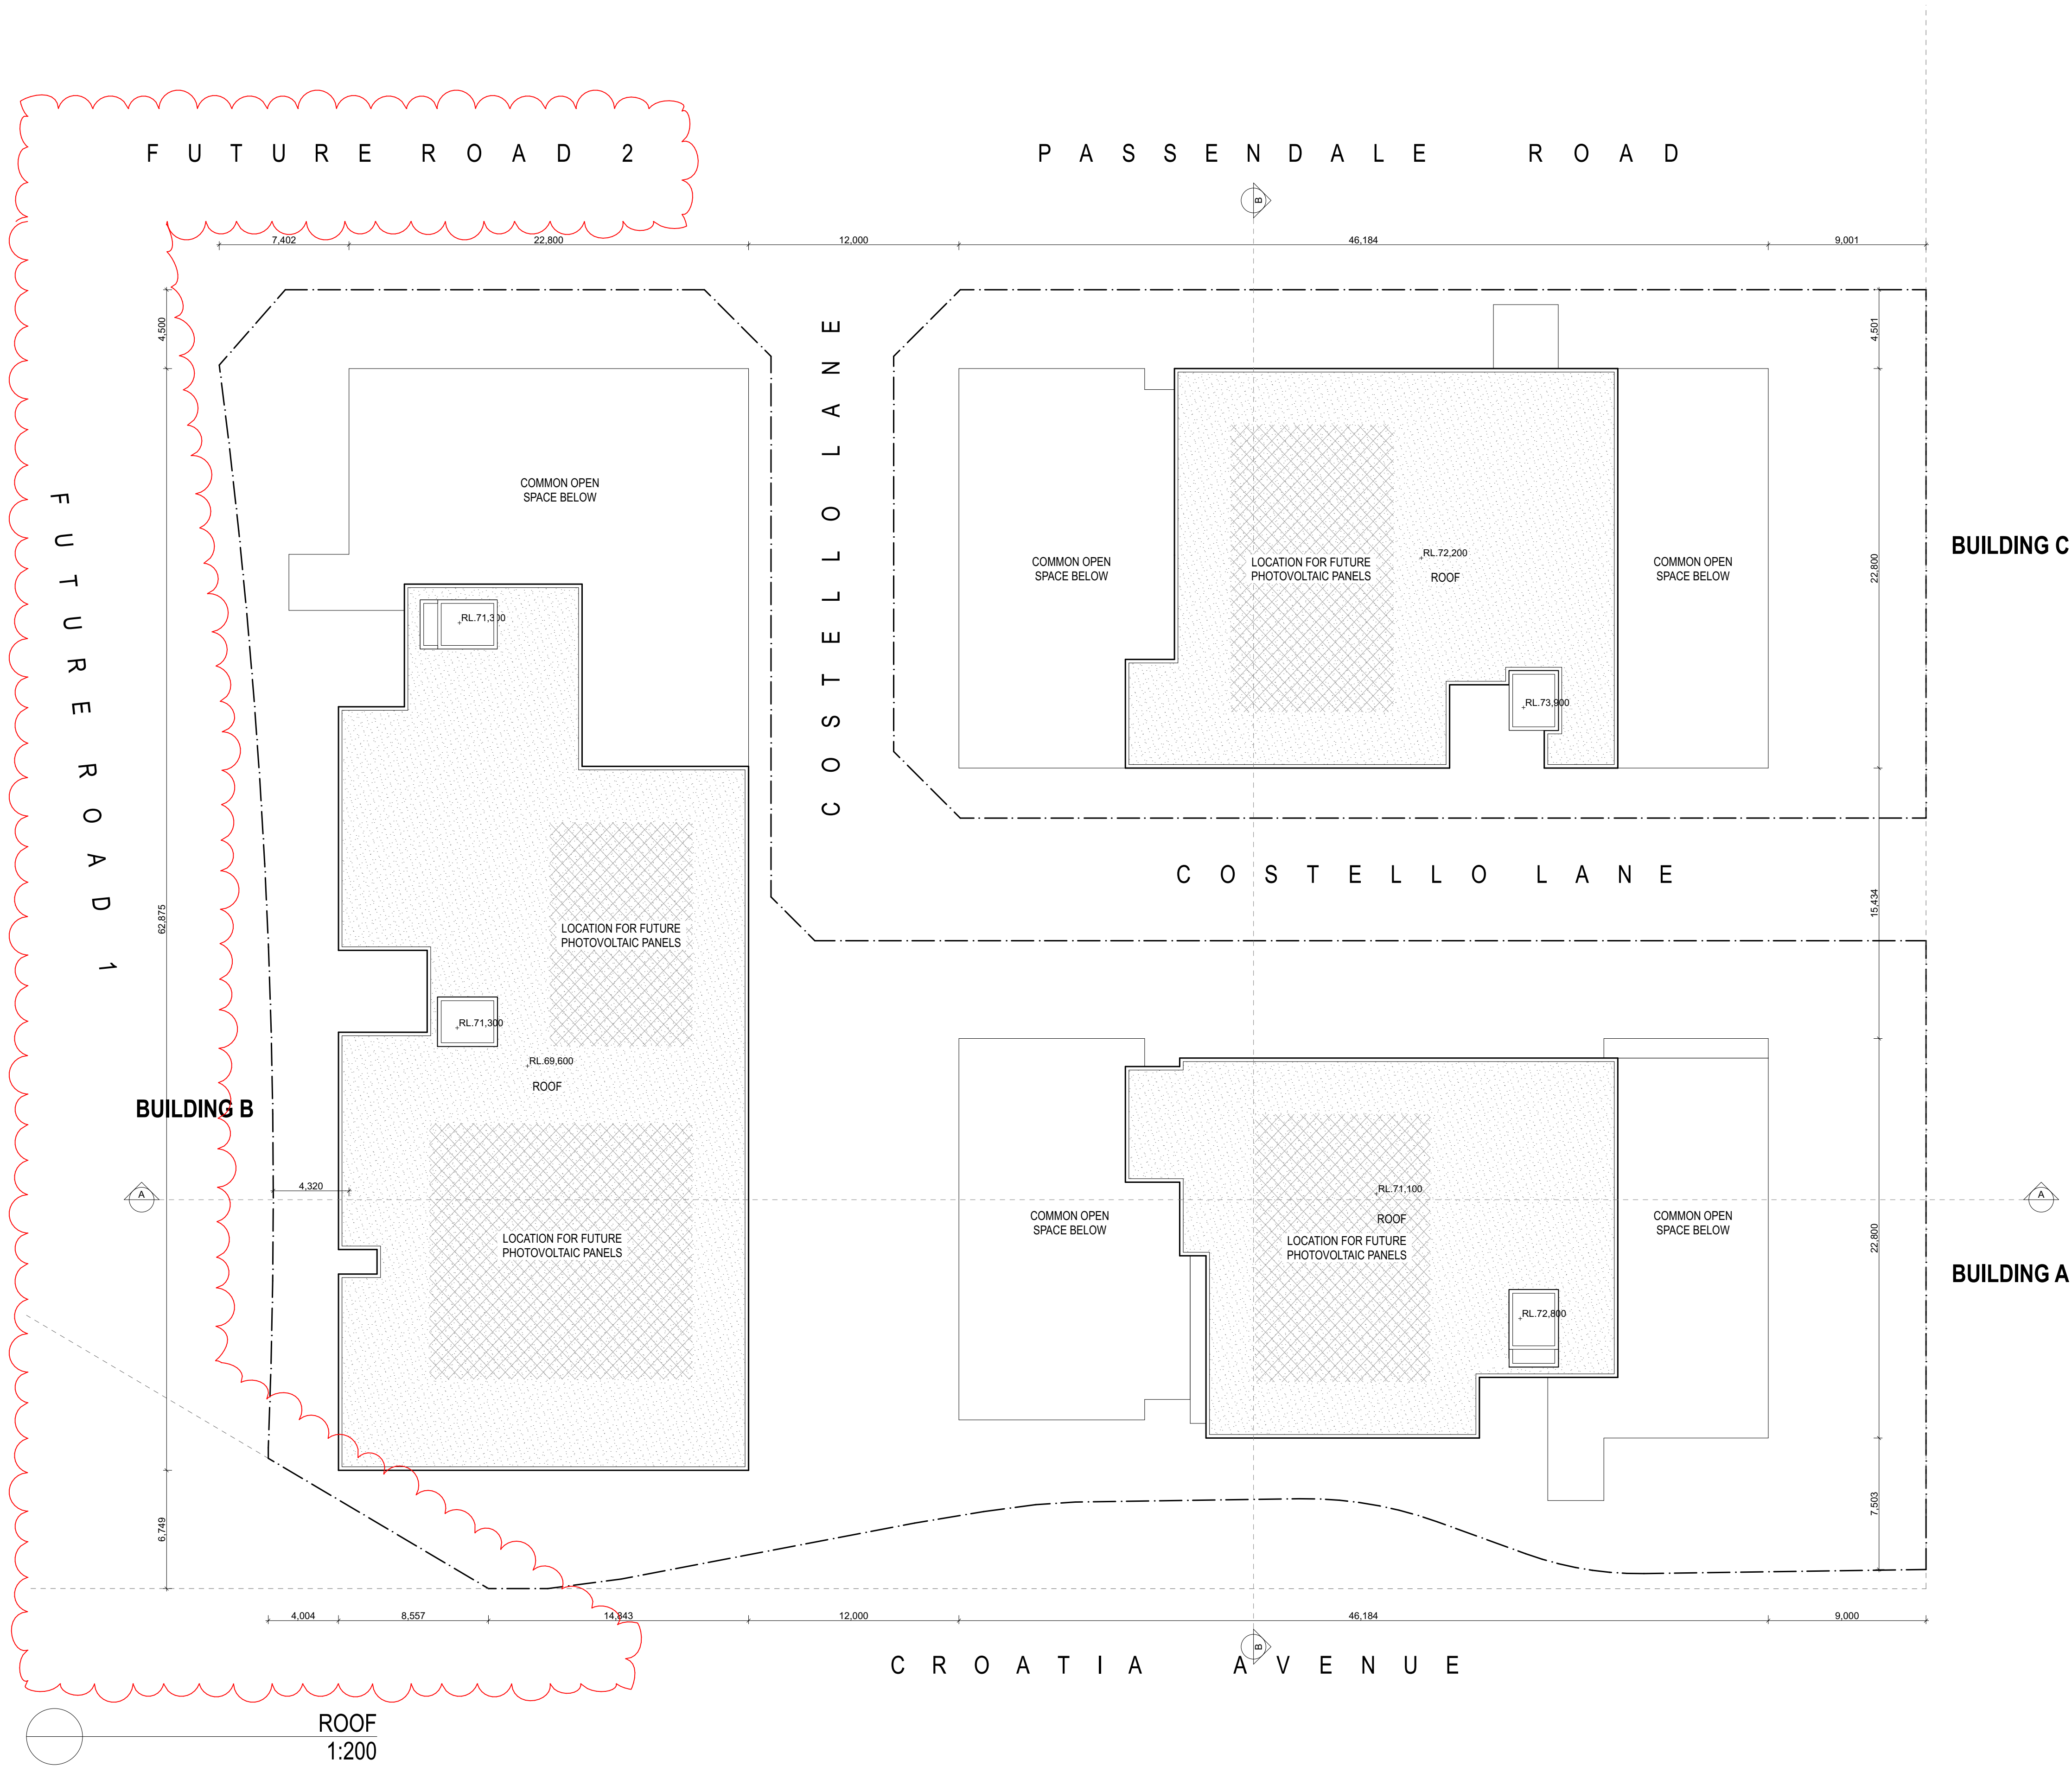 FUTURE ROAD 2
PASSENDALE ROAD
B
7,402
22,800
12,000
46,184
9,001
4,500
4,501
COSTELLO LANE
FUTURE ROAD 1
COMMON OPEN
SPACE BELOW
COMMON OPEN
SPACE BELOW
LOCATION FOR FUTURE
PHOTOVOLTAIC PANELS
RL.72,200
ROOF
COMMON OPEN
SPACE BELOW
22,800
BUILDING C
RL.71,300
RL.73,900
COSTELLO LANE
62,875
15,434
LOCATION FOR FUTURE
PHOTOVOLTAIC PANELS
RL.71,300
RL.69,600
ROOF
BUILDING B
4,320
A
A
RL.71,100
ROOF
COMMON OPEN
SPACE BELOW
LOCATION FOR FUTURE
PHOTOVOLTAIC PANELS
LOCATION FOR FUTURE
PHOTOVOLTAIC PANELS
COMMON OPEN
SPACE BELOW
22,800
BUILDING A
RL.72,800
6,749
7,503
4,004
8,557
14,843
12,000
46,184
9,000
B
CROATIA AVENUE
ROOF
1:200